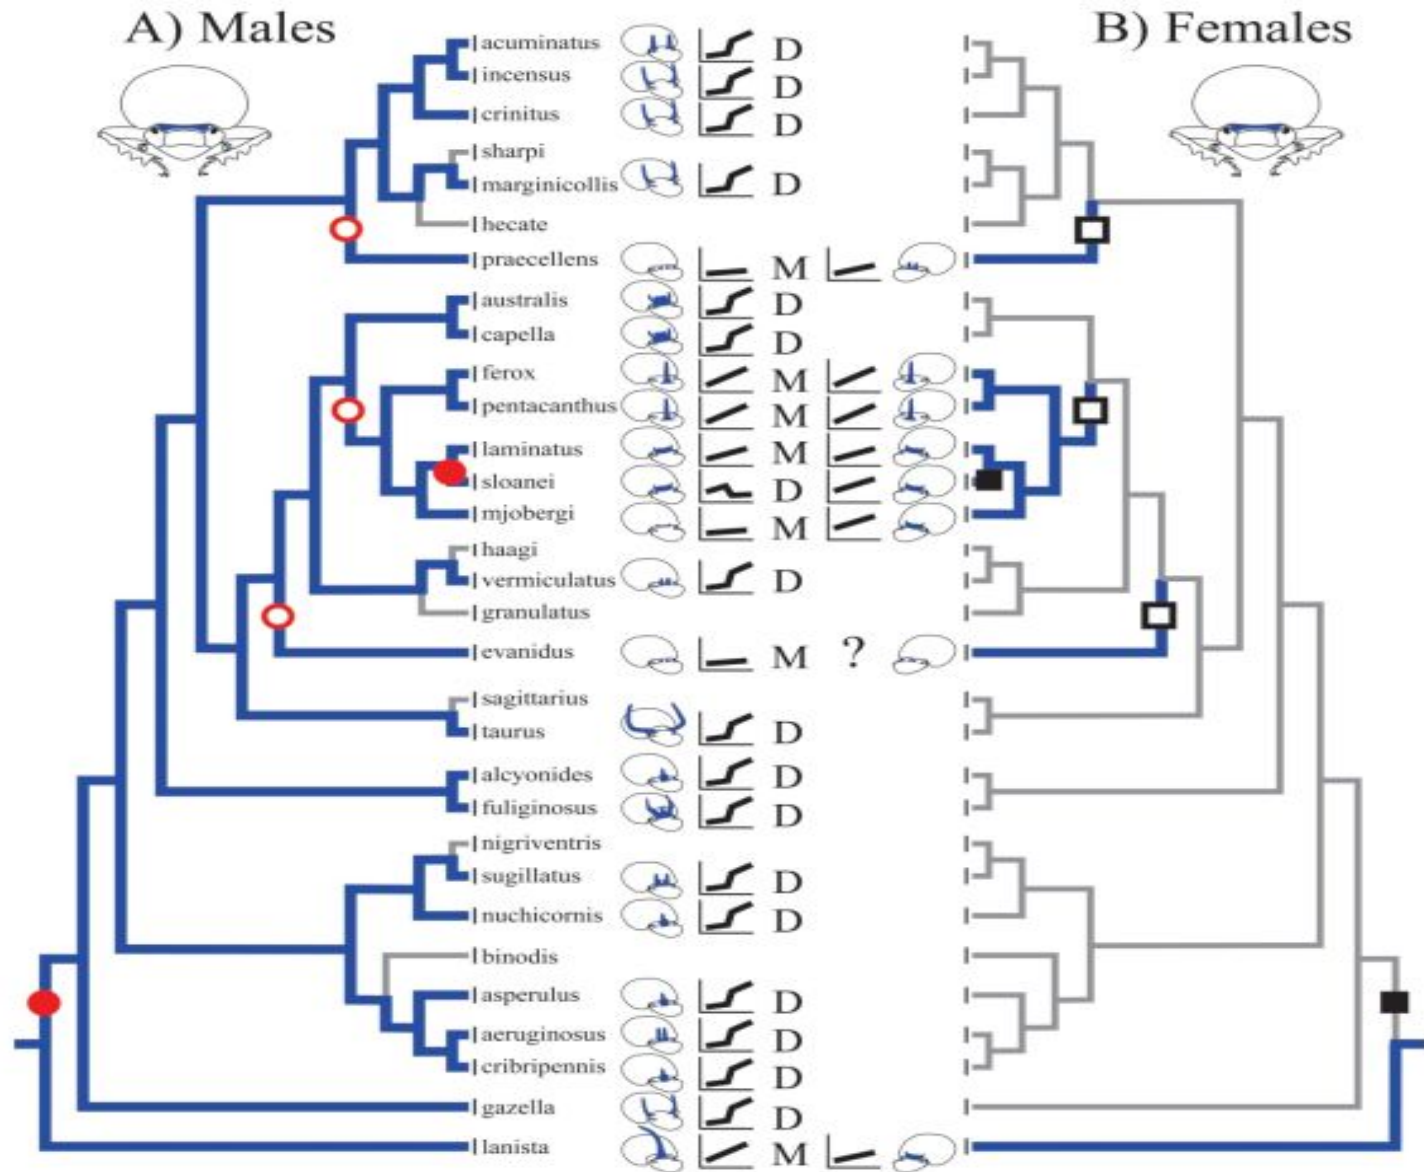 A) Males B) Females
acuminatus D
incensus D
crinitus D
sharpi
marginicollis D
hecate
praecellens M
australis D
capella D
ferox M
pentacanthus M
laminatus M
sloanei D
mjobergi M
haagi
vermiculatus D
granulatus
evanidus M ?
sagittarius
taurus D
alcyonides D
fuliginosus D
nigriventris
sugillatus D
nuchicornis D
binodis
asperulus D
aeruginosus D
cribripennis D
gazella D
lanista M